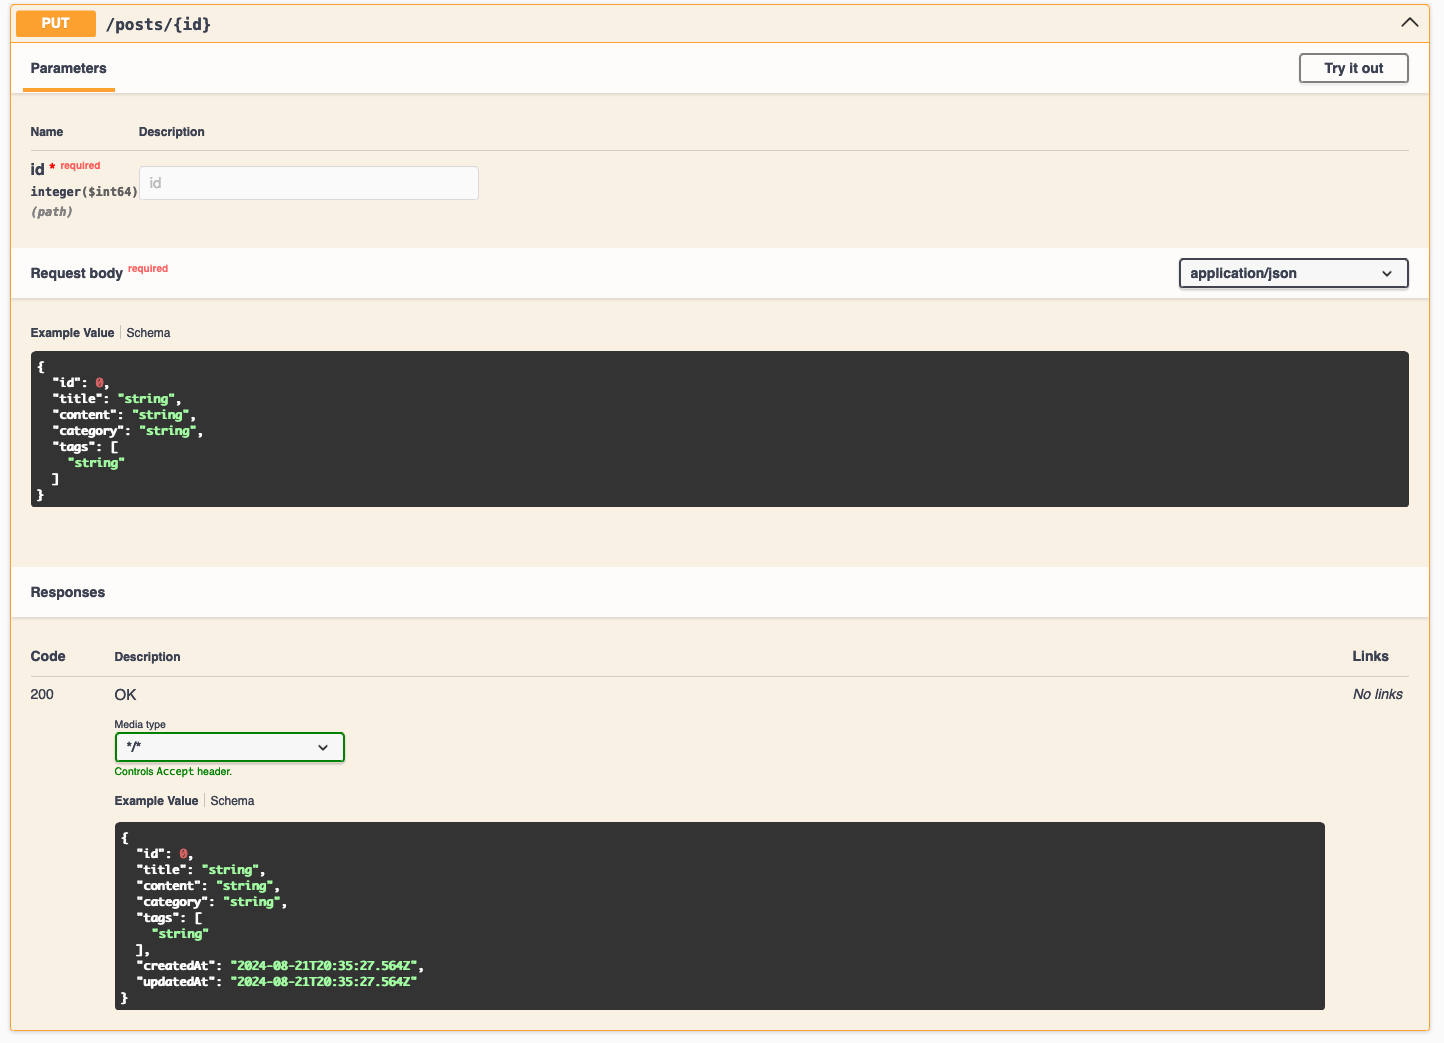 PUT /posts/{id}
Parameters
Try it out
Name Description
id * required
integer($int64)
(path)
id
Request body required
application/json
Example Value Schema
{
  "id": 0,
  "title": "string",
  "content": "string",
  "category": "string",
  "tags": [
    "string"
  ]
}
Responses
Code Description Links
200 OK No links
Media type
*/*
Controls Accept header.
Example Value Schema
{
  "id": 0,
  "title": "string",
  "content": "string",
  "category": "string",
  "tags": [
    "string"
  ],
  "createdAt": "2024-08-21T20:35:27.564Z",
  "updatedAt": "2024-08-21T20:35:27.564Z"
}